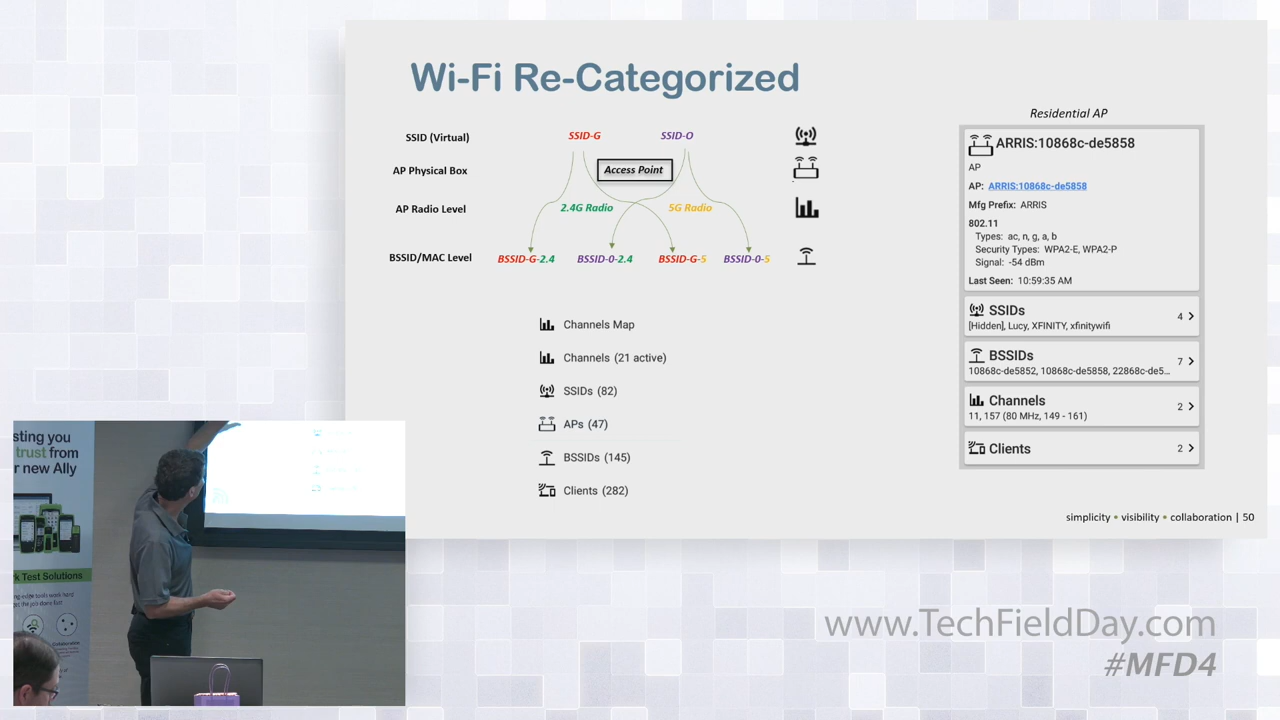 Wi-Fi Re-Categorized
SSID (Virtual)
SSID-G
SSID-O
AP Physical Box
Access Point
AP Radio Level
2.4G Radio
5G Radio
BSSID/MAC Level
BSSID-G-2.4
BSSID-0-2.4
BSSID-G-5
BSSID-0-5
Channels Map
Channels (21 active)
SSIDs (82)
APs (47)
BSSIDs (145)
Clients (282)
Residential AP
ARRIS:10868c-de5858
AP
AP: ARRIS:10868c-de5858
Mfg Prefix: ARRIS
802.11
Types: ac, n, g, a, b
Security Types: WPA2-E, WPA2-P
Signal: -54 dBm
Last Seen: 10:59:35 AM
SSIDs
[Hidden], Lucy, XFINITY, xfinitywifi
4
BSSIDs
10868c-de5852, 10868c-de5858, 22868c-de5...
7
Channels
11, 157 (80 MHz, 149 - 161)
2
Clients
2
simplicity • visibility • collaboration | 50
sting you
trust from
r new Ally
k Test Solutions
www.TechFieldDay.com
#MFD4